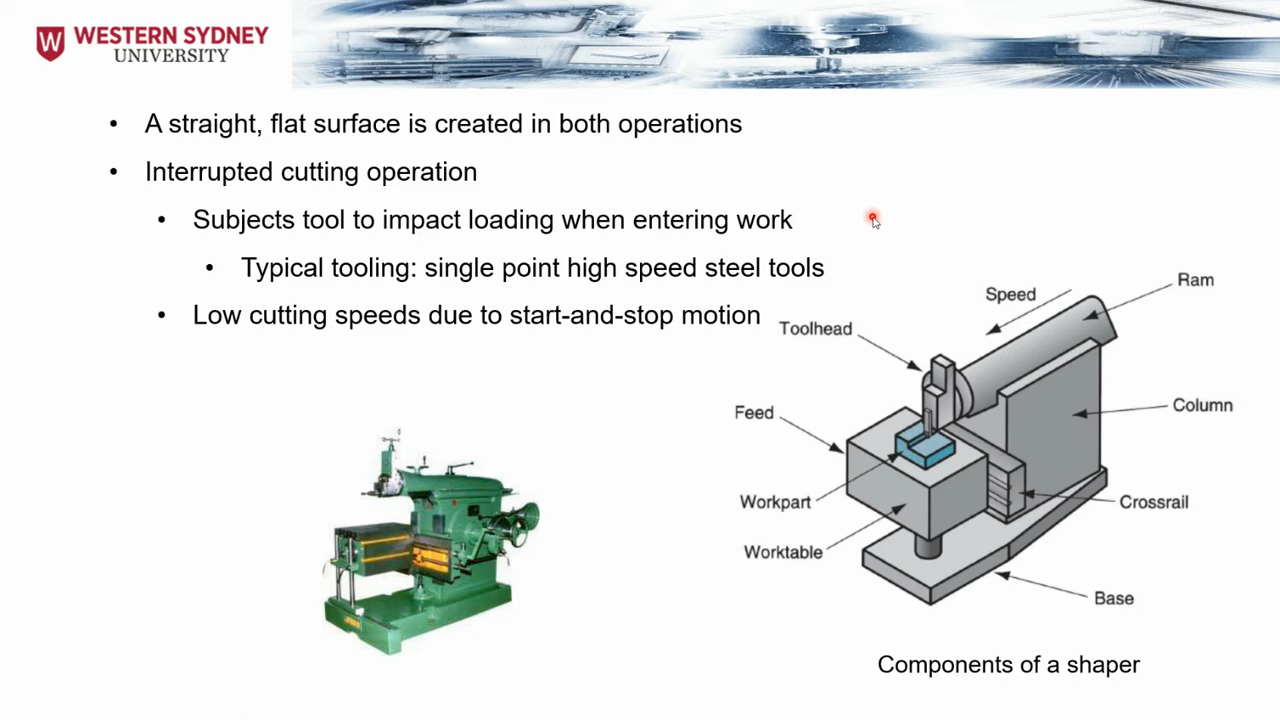 WESTERN SYDNEY
UNIVERSITY
• A straight, flat surface is created in both operations
• Interrupted cutting operation
• Subjects tool to impact loading when entering work
• Typical tooling: single point high speed steel tools
• Low cutting speeds due to start-and-stop motion
Ram
Speed
Toolhead
Feed
Column
Workpart
Crossrail
Worktable
Base
Components of a shaper